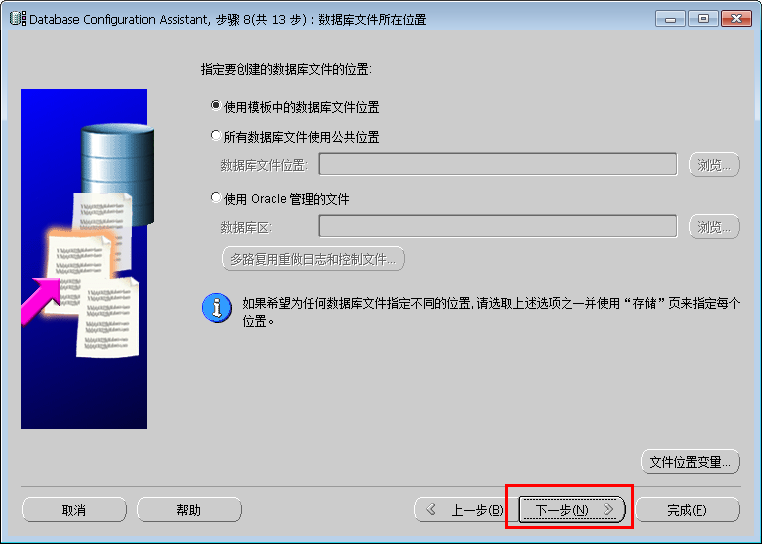 Database Configuration Assistant, 步骤 8(共 13 步) : 数据库文件所在位置
指定要创建的数据库文件的位置:
使用模板中的数据库文件位置
所有数据库文件使用公共位置
数据库文件位置:
浏览...
使用 Oracle 管理的文件
数据库区:
浏览...
多路复用重做日志和控制文件...
如果希望为任何数据库文件指定不同的位置,请选取上述选项之一并使用“存储”页来指定每个
位置。
文件位置变量...
取消
帮助
上一步(B)
下一步(N)
完成(F)